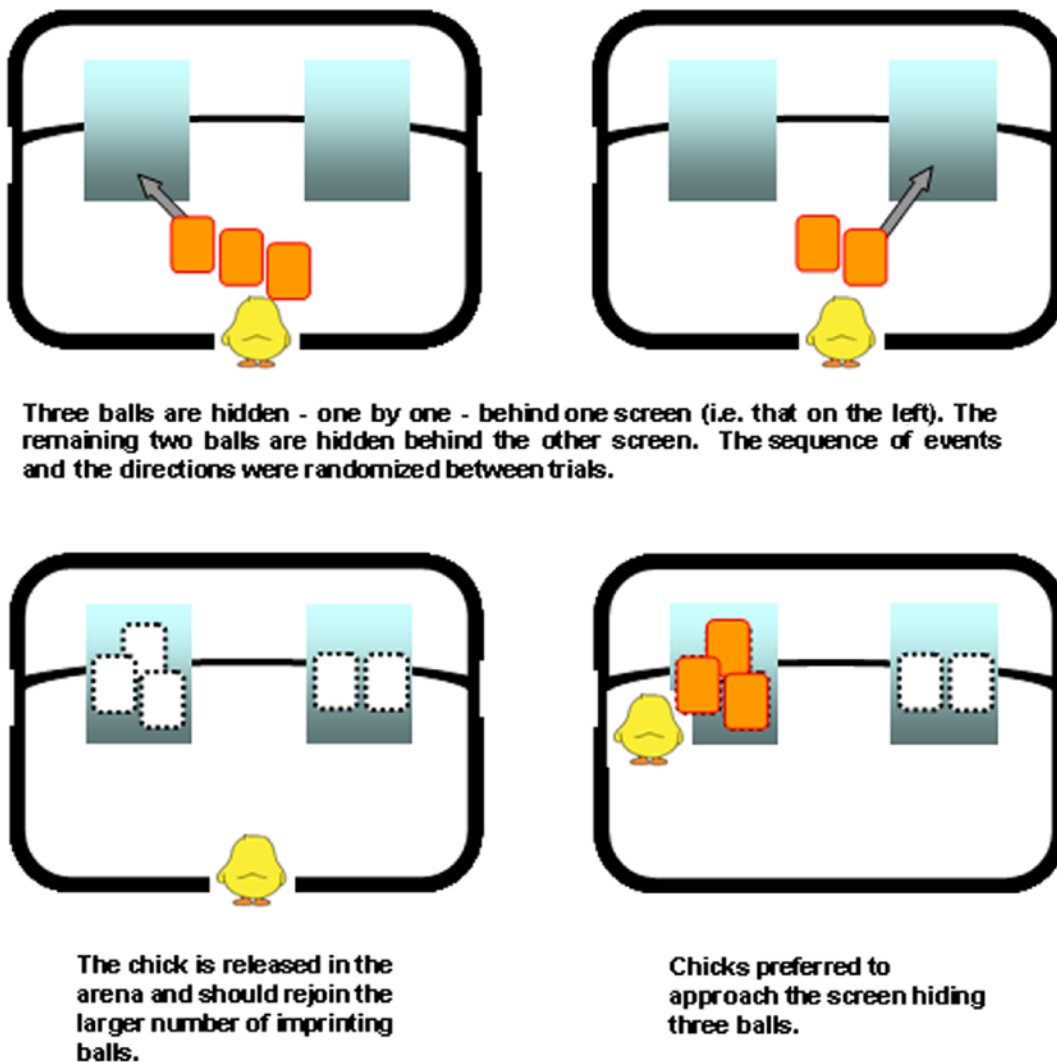 Three balls are hidden - one by one - behind one screen (i.e. that on the left). The
remaining two balls are hidden behind the other screen. The sequence of events
and the directions were randomized between trials.
The chick is released in the
arena and should rejoin the
larger number of imprinting
balls.
Chicks preferred to
approach the screen hiding
three balls.